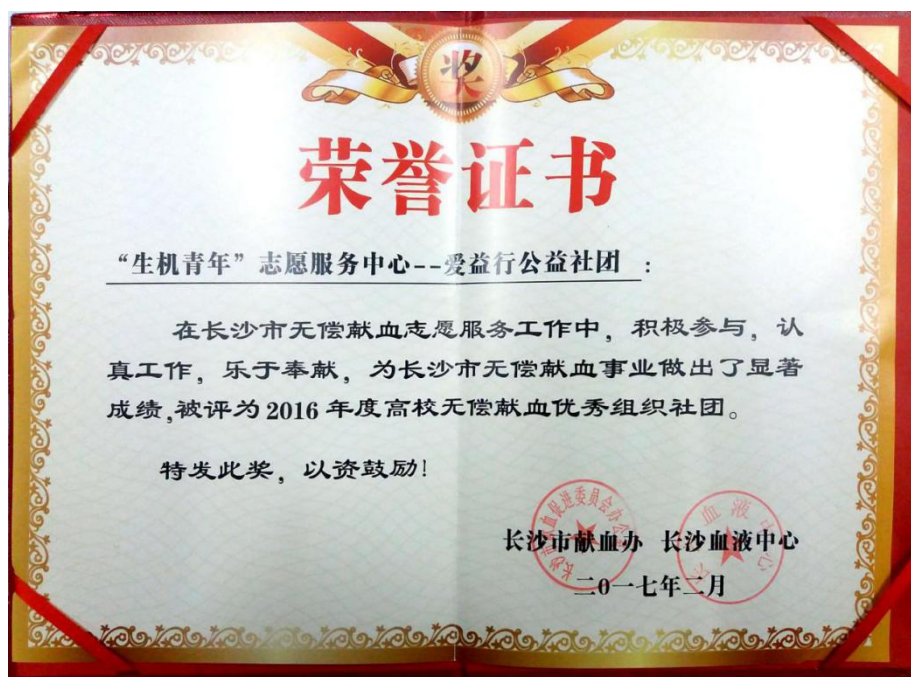 奖
荣誉证书
“生机青年”志愿服务中心--爱益行公益社团 :
在长沙市无偿献血志愿服务工作中，积极参与，认
真工作，乐于奉献，为长沙市无偿献血事业做出了显著
成绩,被评为2016年度高校无偿献血优秀组织社团。
特发此奖，以资鼓励！
长沙市献血办 长沙血液中心
二0一七年二月